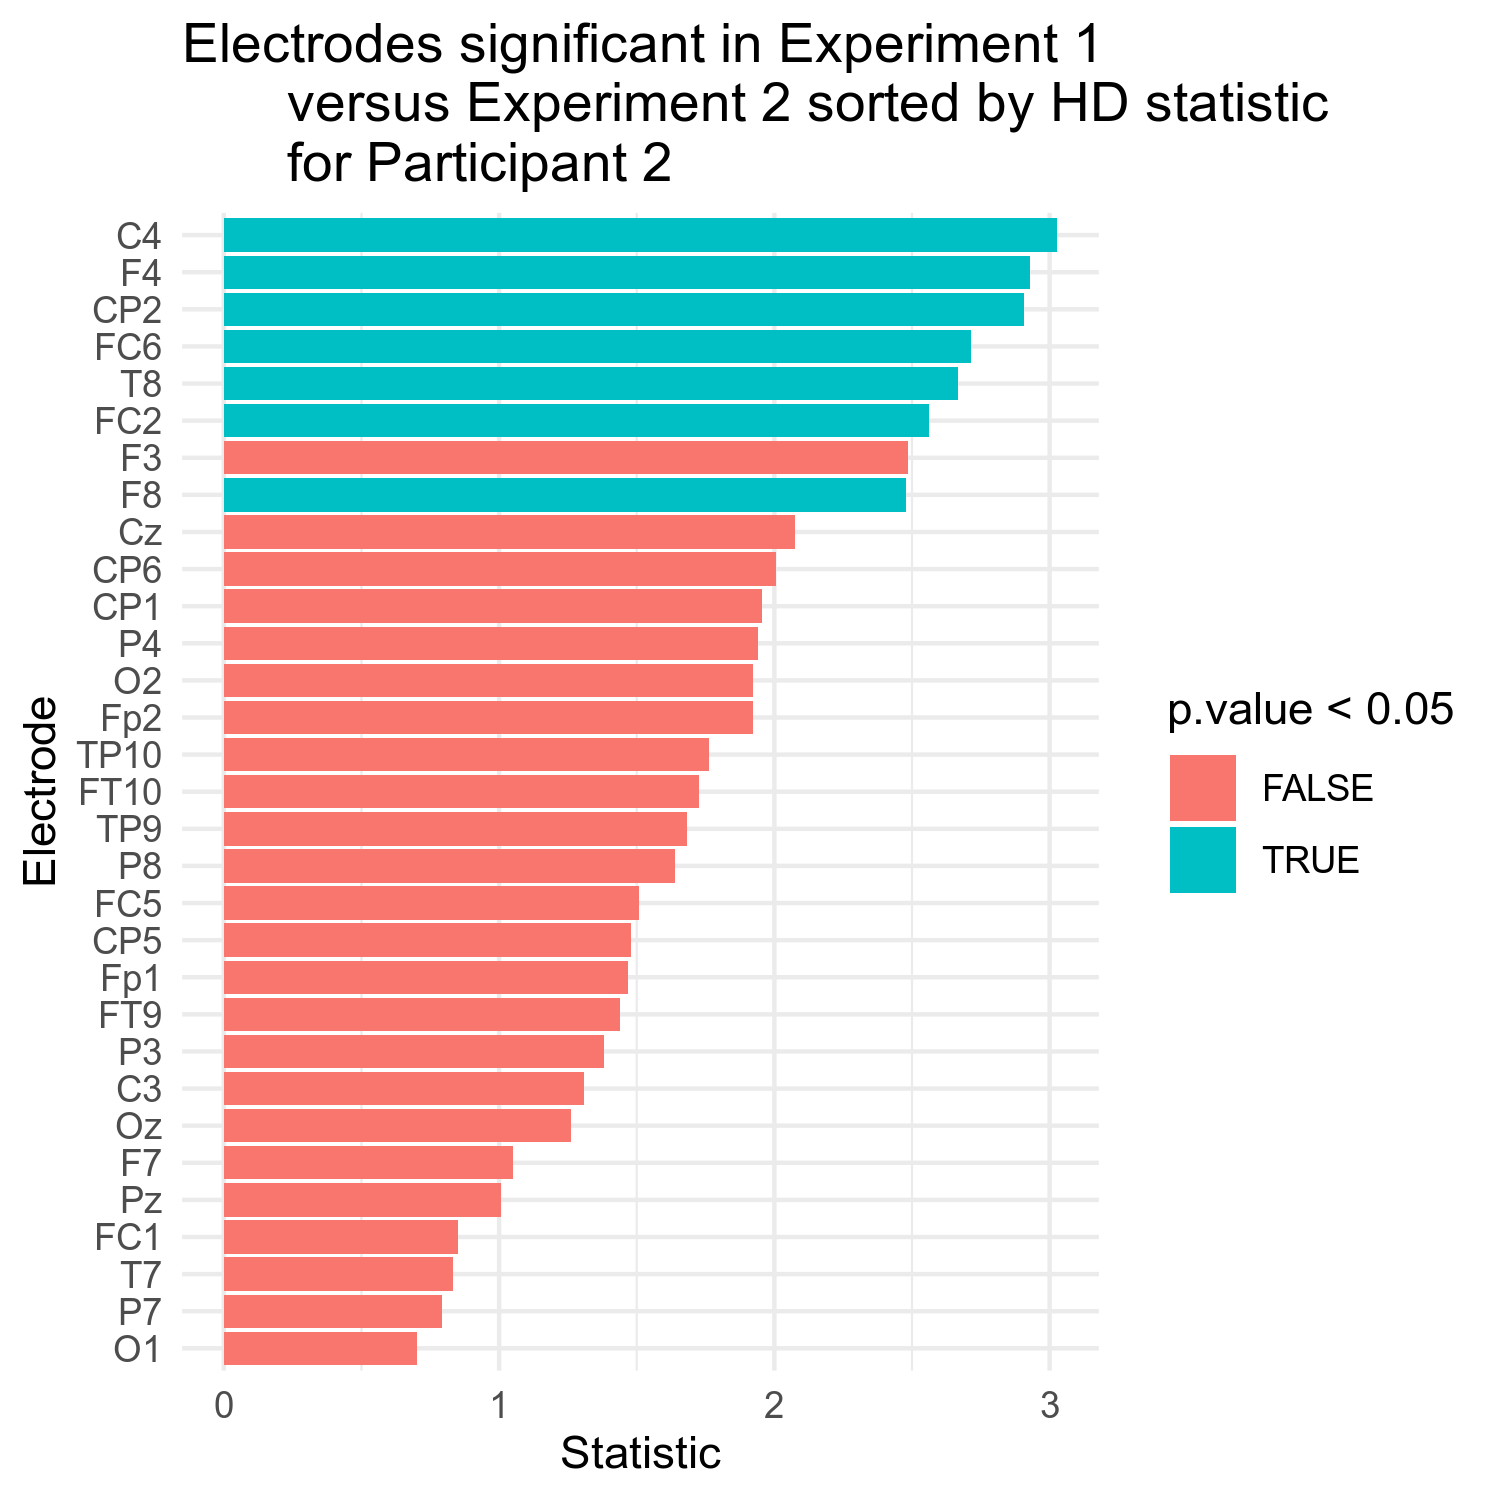 Electrodes significant in Experiment 1
versus Experiment 2 sorted by HD statistic
for Participant 2
C4
F4
CP2
FC6
T8
FC2
F3
F8
Cz
CP6
CP1
P4
O2
Fp2
TP10
FT10
TP9
P8
FC5
CP5
Fp1
FT9
P3
C3
Oz
F7
Pz
FC1
T7
P7
O1
Electrode
0 1 2 3
Statistic
p.value < 0.05
FALSE
TRUE